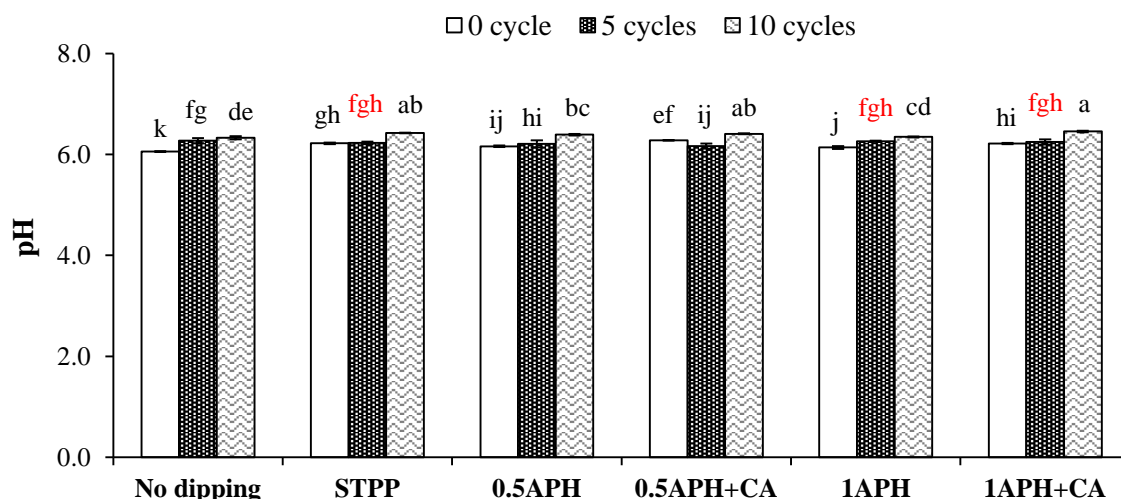 0 cycle 5 cycles 10 cycles
8.0
6.0
4.0
2.0
0.0
pH
k fg de gh fgh ab ij hi bc ef ij ab j fgh cd hi fgh a
No dipping STPP 0.5APH 0.5APH+CA 1APH 1APH+CA